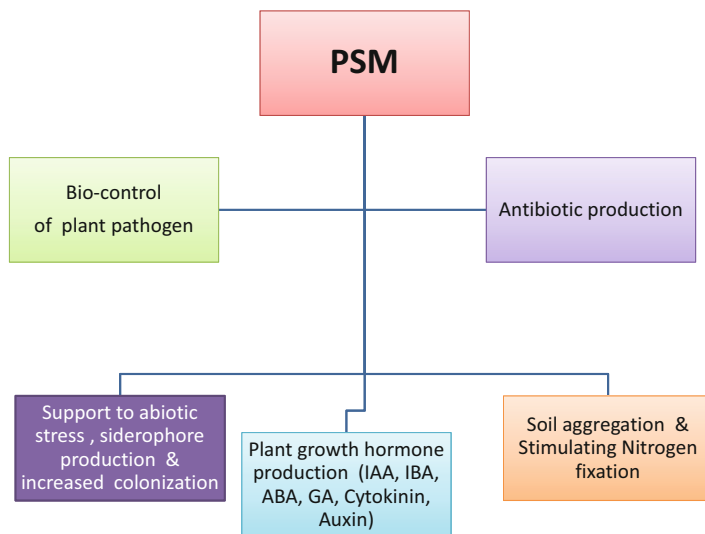 PSM
Bio-control
of plant pathogen
Antibiotic production
Support to abiotic
stress , siderophore
production &
increased colonization
Plant growth hormone
production (IAA, IBA,
ABA, GA, Cytokinin,
Auxin)
Soil aggregation &
Stimulating Nitrogen
fixation